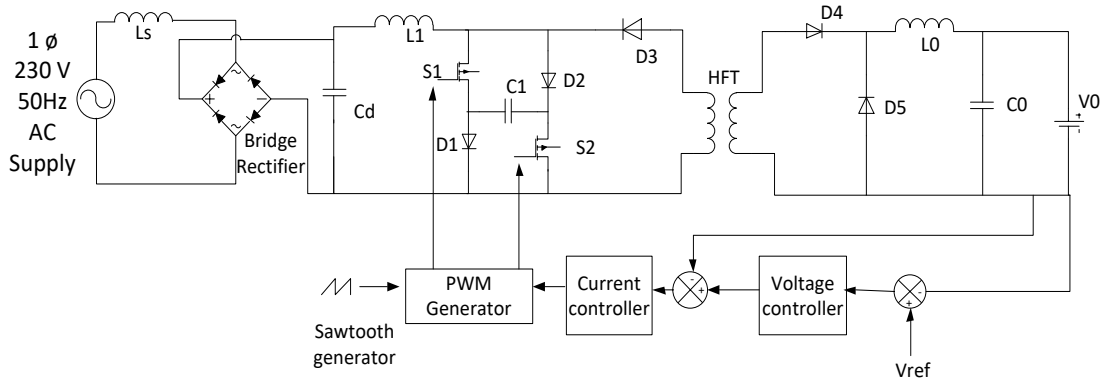 Ls
1 ø
230 V
50Hz
AC
Supply
~
+
-
~
Bridge
Rectifier
L1
Cd
S1
D1
C1
D2
S2
D3
HFT
D4
D5
L0
C0
V0
+
-
Sawtooth
generator
PWM
Generator
Current
controller
-
+
Voltage
controller
-
+
Vref